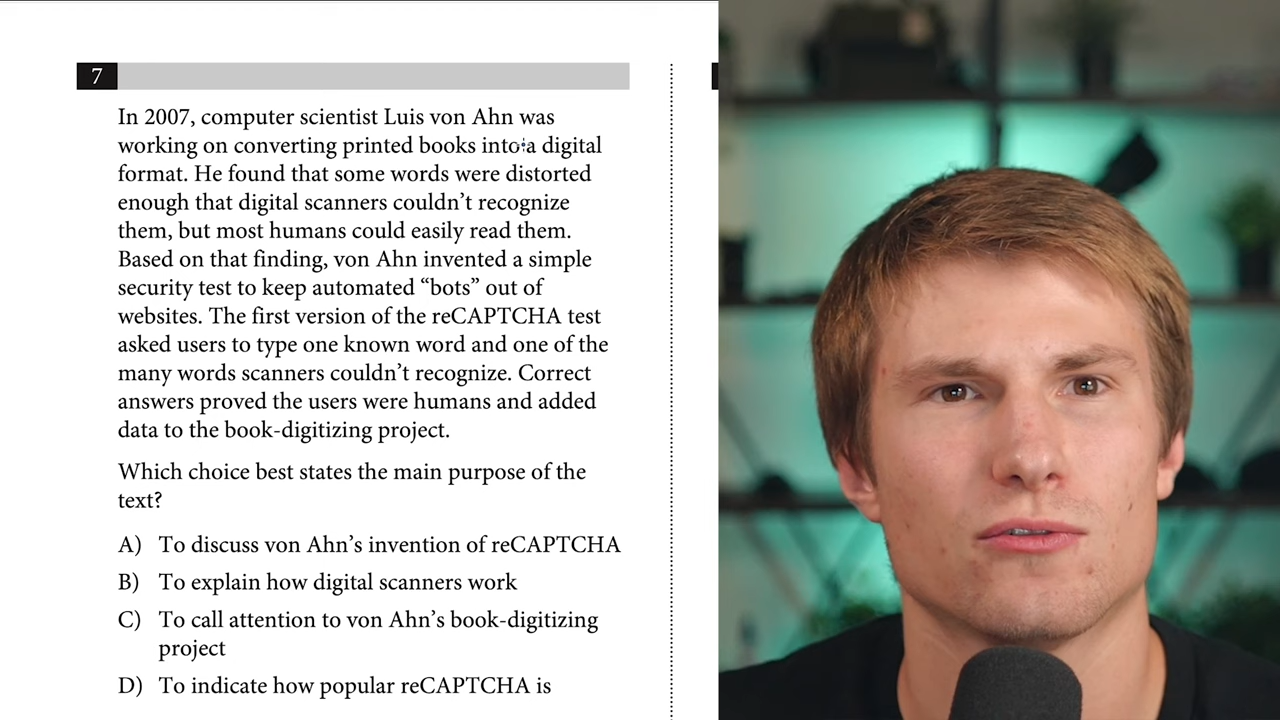 7
In 2007, computer scientist Luis von Ahn was
working on converting printed books into a digital
format. He found that some words were distorted
enough that digital scanners couldn’t recognize
them, but most humans could easily read them.
Based on that finding, von Ahn invented a simple
security test to keep automated “bots” out of
websites. The first version of the reCAPTCHA test
asked users to type one known word and one of the
many words scanners couldn’t recognize. Correct
answers proved the users were humans and added
data to the book-digitizing project.
Which choice best states the main purpose of the
text?
A) To discuss von Ahn’s invention of reCAPTCHA
B) To explain how digital scanners work
C) To call attention to von Ahn’s book-digitizing
project
D) To indicate how popular reCAPTCHA is